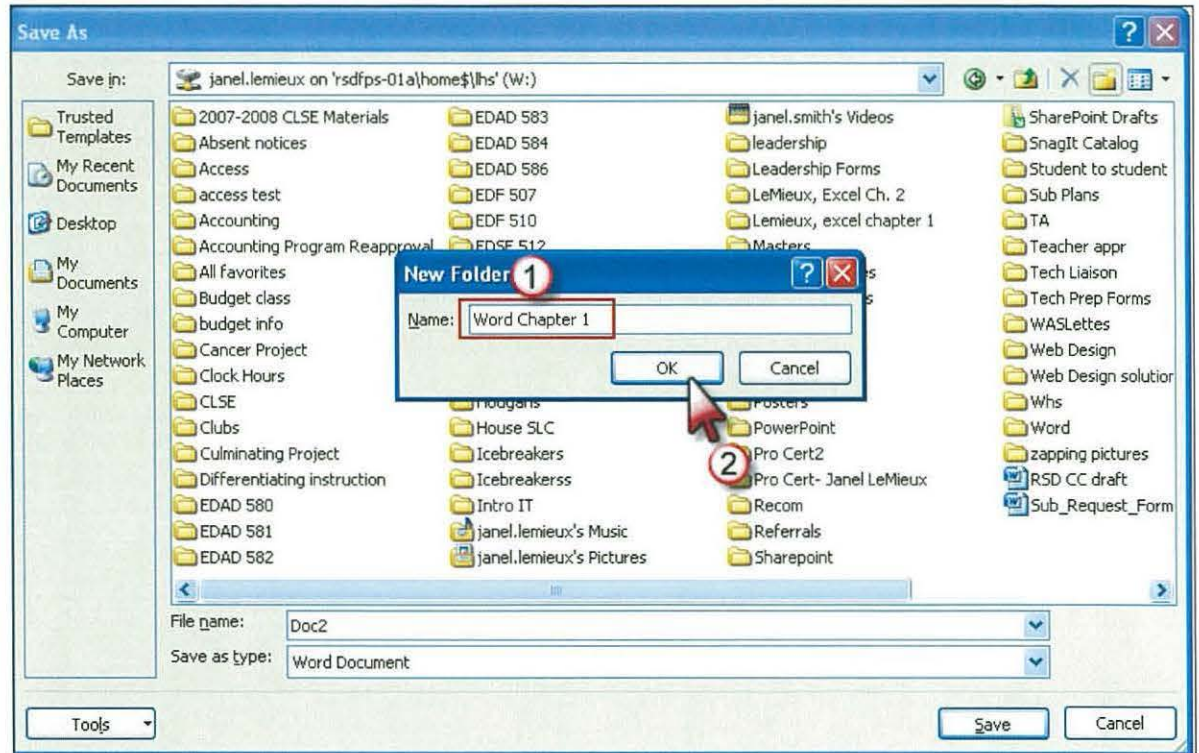 Save As
Save in:
janel.lemieux on 'rsdfps-01a\home$\lhs' (W:)
Trusted Templates
My Recent Documents
Desktop
My Documents
My Computer
My Network Places
2007-2008 CLSE Materials
Absent notices
Access
access test
Accounting
Accounting Program Reapproval
All favorites
Budget class
budget info
Cancer Project
Clock Hours
CLSE
Clubs
Culminating Project
Differentiating instruction
EDAD 580
EDAD 581
EDAD 582
EDAD 583
EDAD 584
EDAD 586
EDF 507
EDF 510
EDSE 512
Hodgans
House SLC
Icebreakers
Icebreakerss
Intro IT
janel.lemieux's Music
janel.lemieux's Pictures
janel.smith's Videos
leadership
Leadership Forms
LeMieux, Excel Ch. 2
Lemieux, excel chapter 1
Masters
Posters
PowerPoint
Pro Cert2
Pro Cert- Janel LeMieux
Recom
Referrals
Sharepoint
SharePoint Drafts
SnagIt Catalog
Student to student
Sub Plans
TA
Teacher appr
Tech Liaison
Tech Prep Forms
WASLettes
Web Design
Web Design solutior
Whs
Word
zapping pictures
RSD CC draft
Sub_Request_Form
New Folder 1
Name: Word Chapter 1
OK
Cancel
2
File name: Doc2
Save as type: Word Document
Tools
Save
Cancel